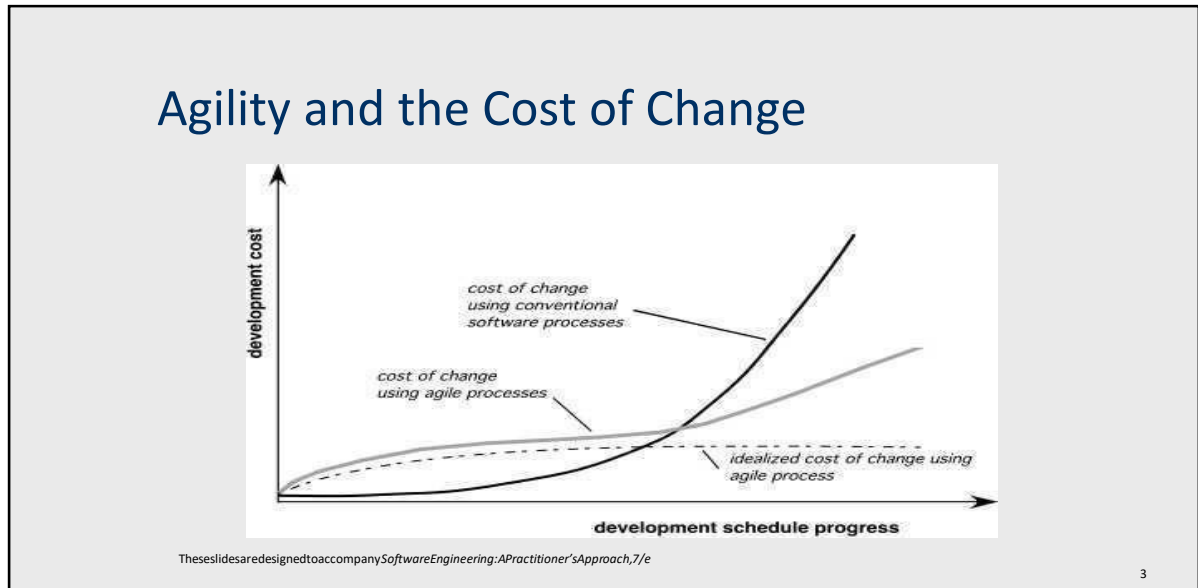 Agility and the Cost of Change
development cost
cost of change
using conventional
software processes
cost of change
using agile processes
idealized cost of change using
agile process
development schedule progress
TheseslidesaredesignedtoaccompanySoftwareEngineering:APractitioner’sApproach,7/e
3